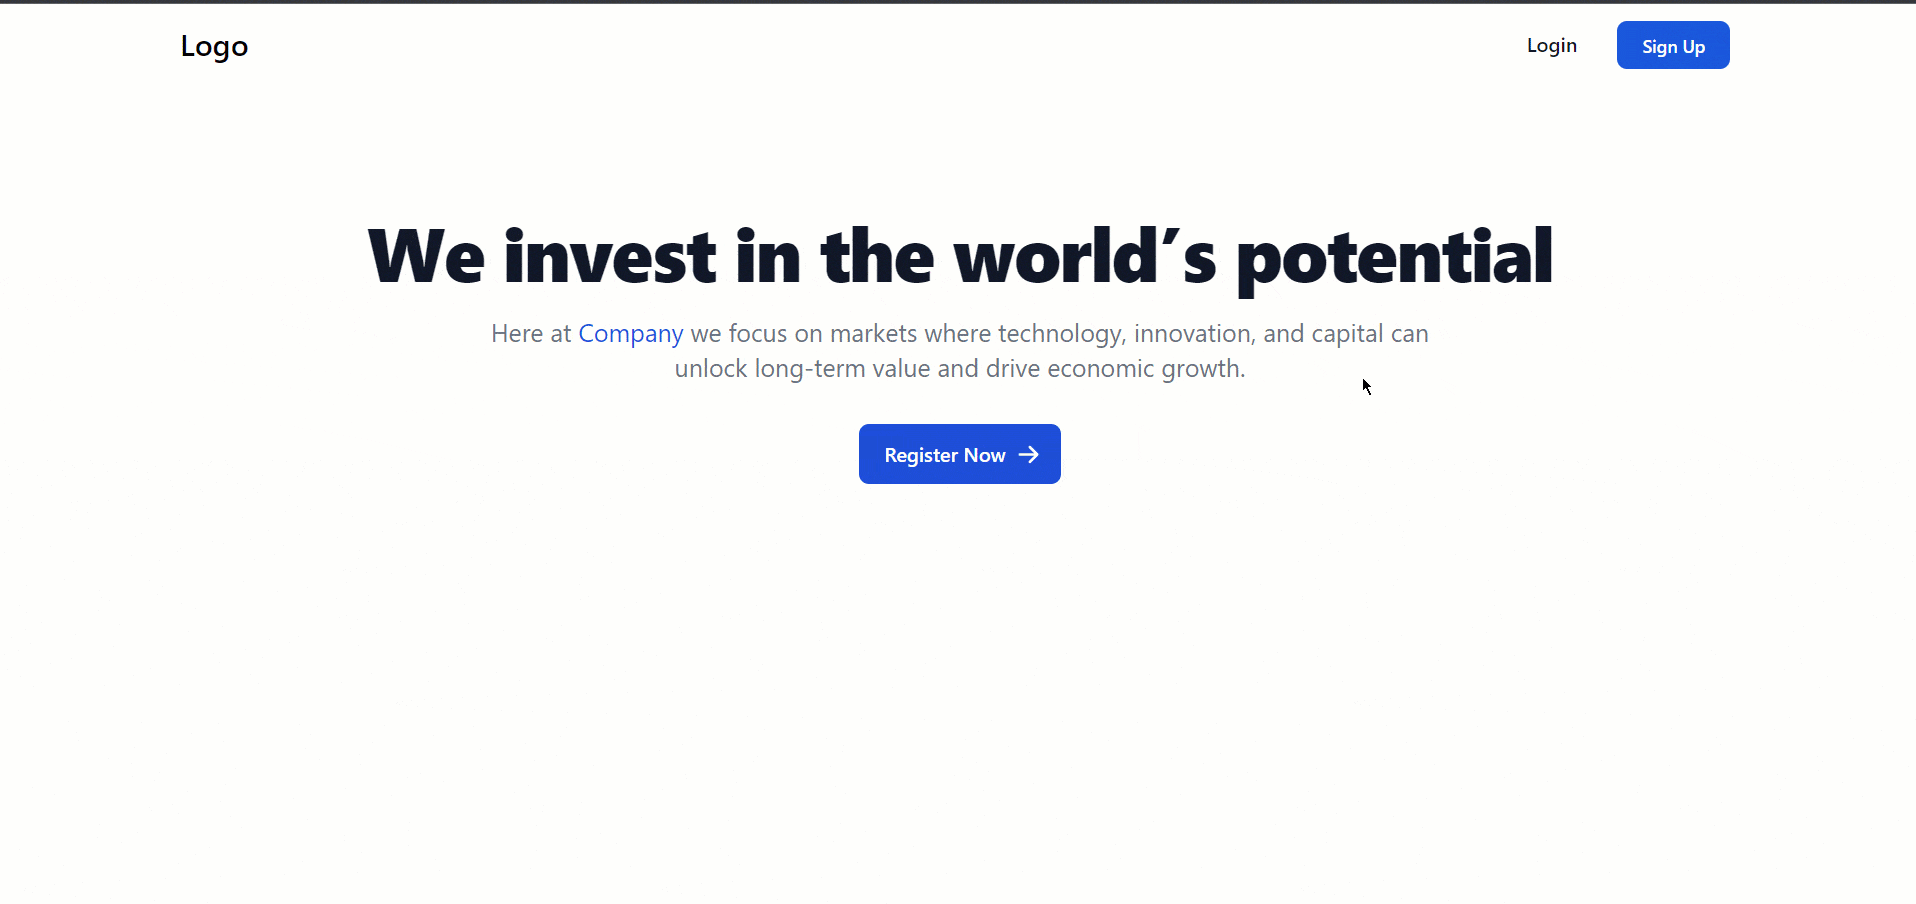 Logo
Login
Sign Up
We invest in the world’s potential
Here at Company we focus on markets where technology, innovation, and capital can
unlock long-term value and drive economic growth.
Register Now